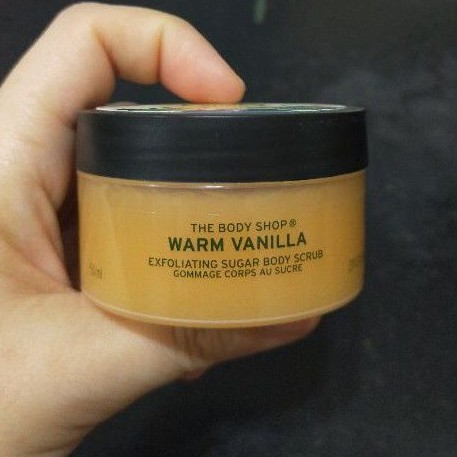 THE BODY SHOP®
WARM VANILLA
EXFOLIATING SUGAR BODY SCRUB
GOMMAGE CORPS AU SUCRE